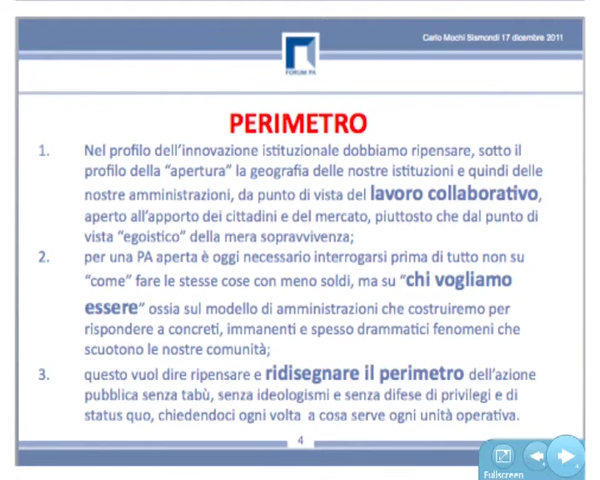 Carlo Mochi Sismondi 17 dicembre 2011
FORUM PA
PERIMETRO
1. Nel profilo dell'innovazione istituzionale dobbiamo ripensare, sotto il
profilo della "apertura" la geografia delle nostre istituzioni e quindi delle
nostre amministrazioni, da punto di vista del lavoro collaborativo,
aperto all'apporto dei cittadini e del mercato, piuttosto che dal punto di
vista "egoistico" della mera sopravvivenza;
2. per una PA aperta è oggi necessario interrogarsi prima di tutto non su
"come" fare le stesse cose con meno soldi, ma su "chi vogliamo
essere" ossia sul modello di amministrazioni che costruiremo per
rispondere a concreti, immanenti e spesso drammatici fenomeni che
scuotono le nostre comunità;
3. questo vuol dire ripensare e ridisegnare il perimetro dell'azione
pubblica senza tabù, senza ideologismi e senza difese di privilegi e di
status quo, chiedendoci ogni volta a cosa serve ogni unità operativa.
4
Fullscreen